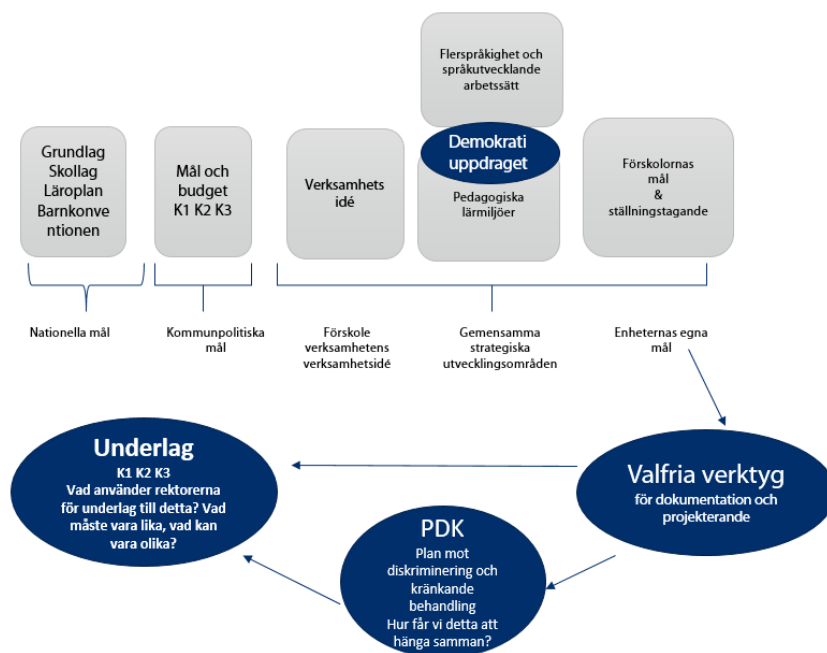 Flerspråkighet och
språkutvecklande
arbetssätt
Demokrati
uppdraget
Grundlag
Skollag
Läroplan
Barnkonve
ntionen
Mål och
budget
K1 K2 K3
Verksamhets
idé
Pedagogiska
lärmiljöer
Förskolornas
mål
&
ställningstagande
Nationella mål
Kommunpolitiska
mål
Förskole
verksamhetens
verksamhetsidé
Gemensamma
strategiska
utvecklingsområden
Enheternas egna
mål
Underlag
K1 K2 K3
Vad använder rektorerna
för underlag till detta? Vad
måste vara lika, vad kan
vara olika?
Valfria verktyg
för dokumentation och
projekterande
PDK
Plan mot
diskriminering och
kränkande
behandling
Hur får vi detta att
hänga samman?